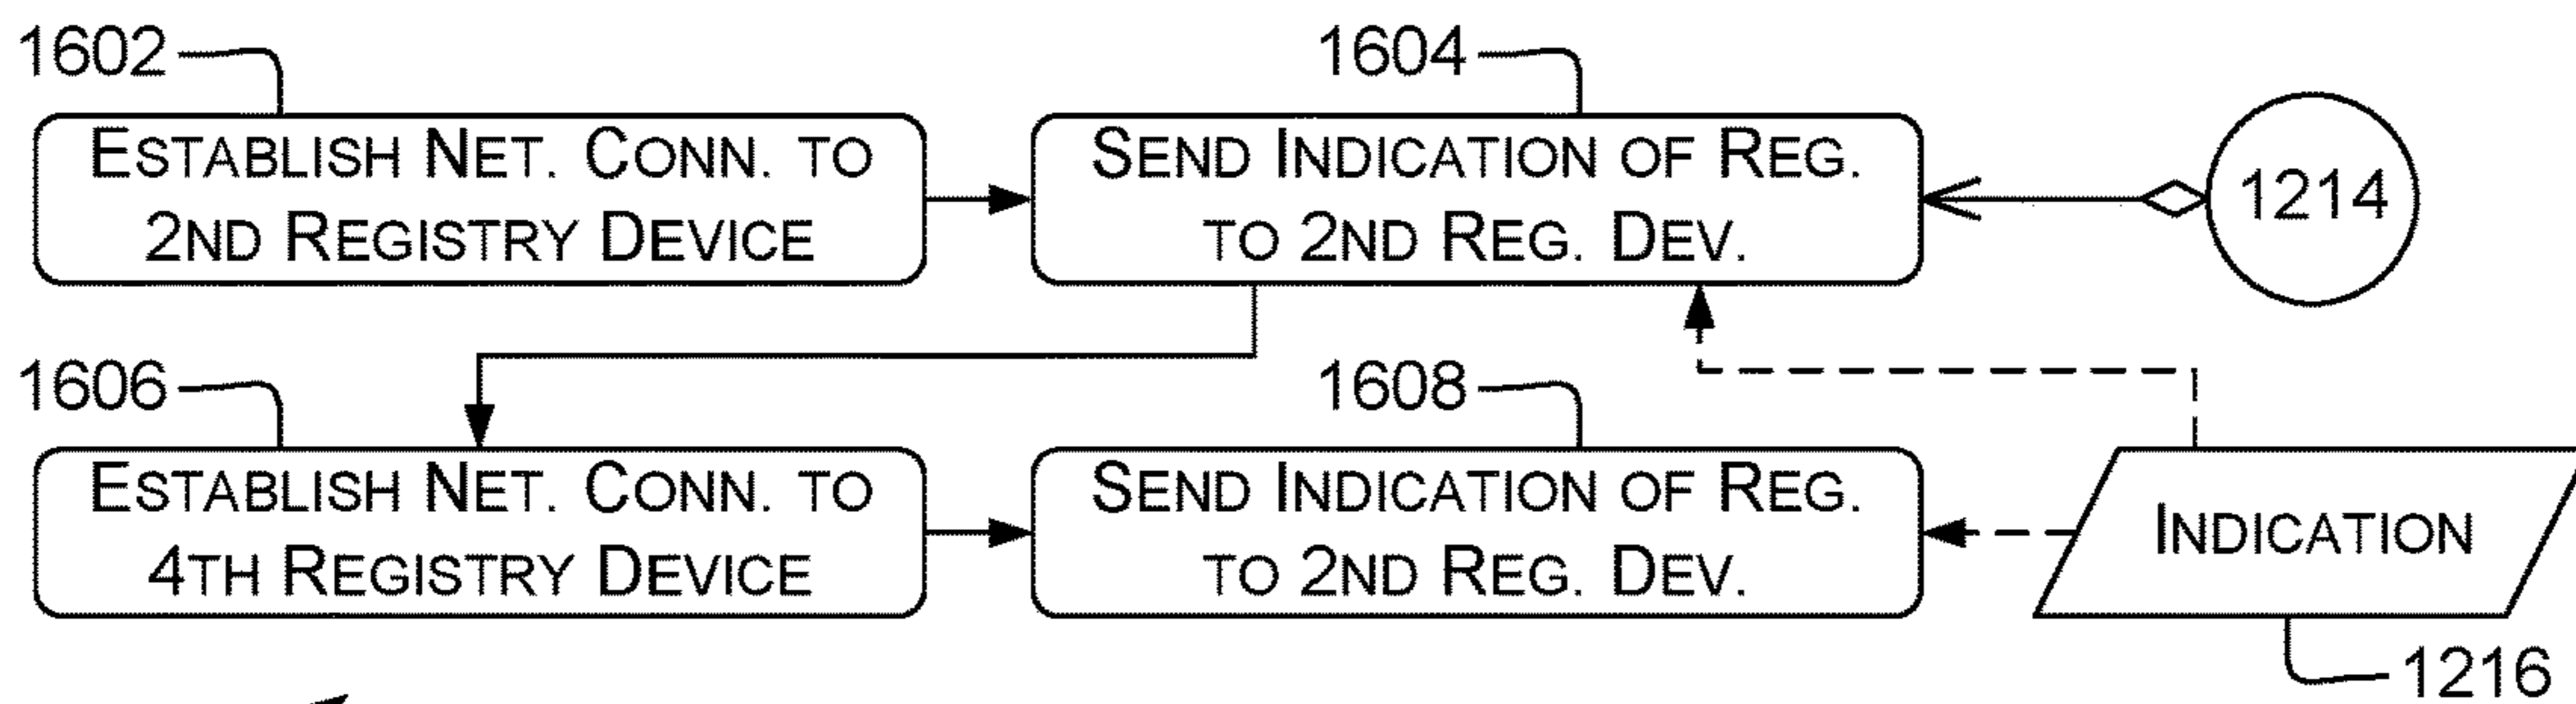 1602
1604
ESTABLISH NET. CONN. TO
2ND REGISTRY DEVICE
SEND INDICATION OF REG.
TO 2ND REG. DEV.
1214
1606
1608
ESTABLISH NET. CONN. TO
4TH REGISTRY DEVICE
SEND INDICATION OF REG.
TO 2ND REG. DEV.
INDICATION
1216